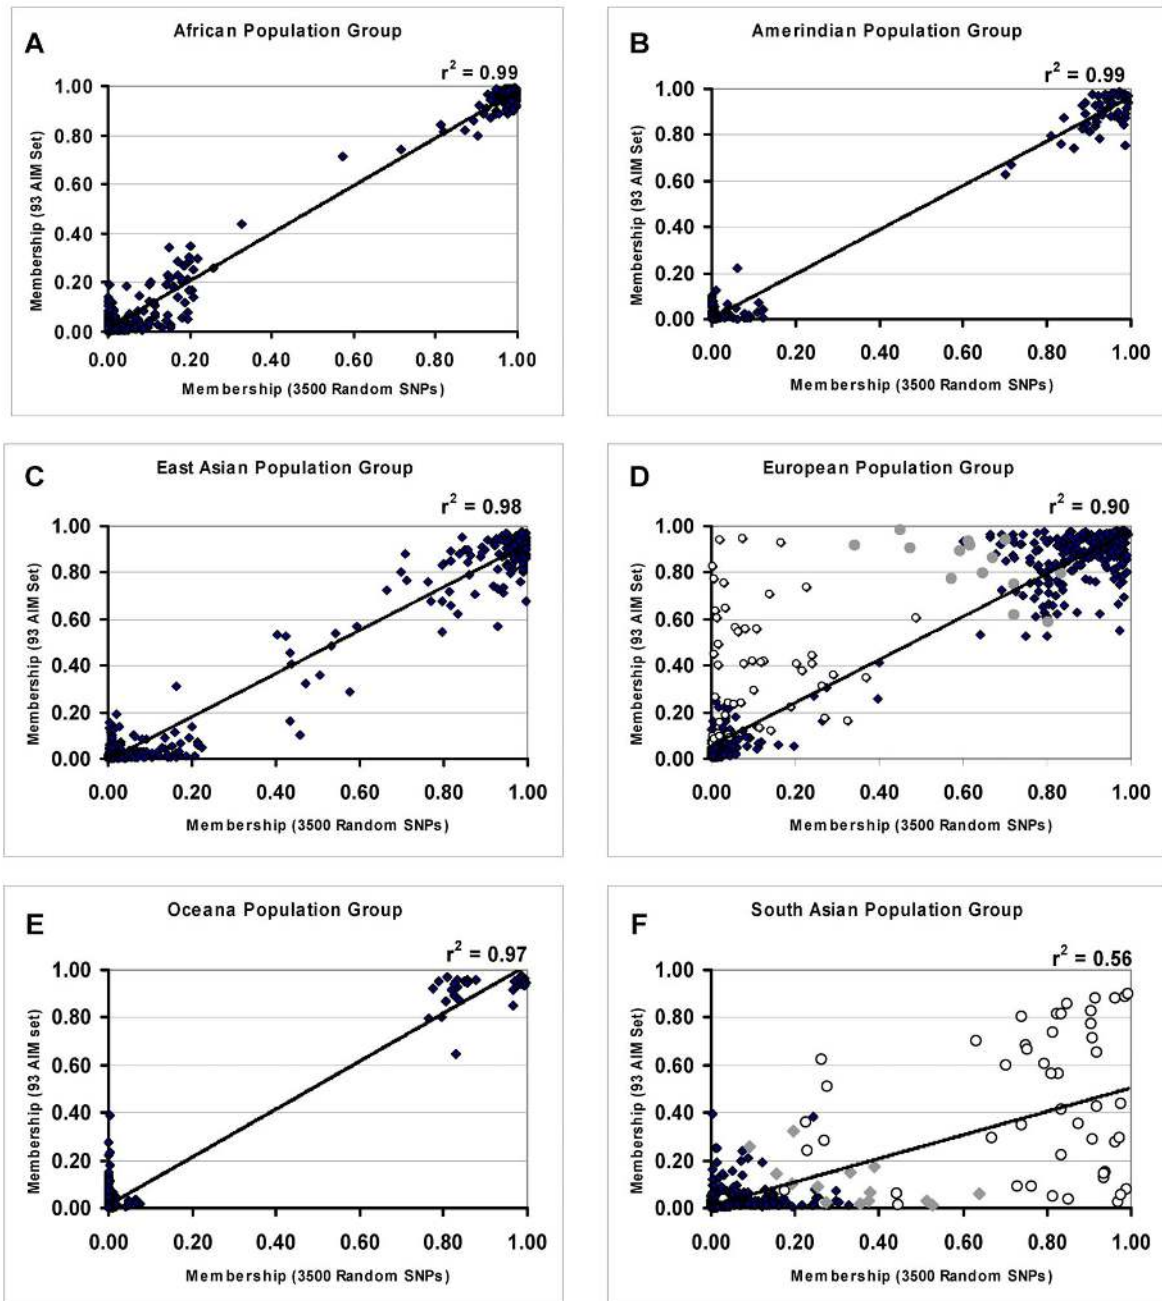 A
African Population Group
r² = 0.99
Membership (93 AIM Set)
1.00
0.80
0.60
0.40
0.20
0.00
0.00 0.20 0.40 0.60 0.80 1.00
Membership (3500 Random SNPs)
B
Amerindian Population Group
r² = 0.99
Membership (93 AIM Set)
1.00
0.80
0.60
0.40
0.20
0.00
0.00 0.20 0.40 0.60 0.80 1.00
Membership (3500 Random SNPs)
C
East Asian Population Group
r² = 0.98
Membership (93 AIM Set)
1.00
0.80
0.60
0.40
0.20
0.00
0.00 0.20 0.40 0.60 0.80 1.00
Membership (3500 Random SNPs)
D
European Population Group
r² = 0.90
Membership (93 AIM Set)
1.00
0.80
0.60
0.40
0.20
0.00
0.00 0.20 0.40 0.60 0.80 1.00
Membership (3500 Random SNPs)
E
Oceana Population Group
r² = 0.97
Membership (93 AIM set)
1.00
0.80
0.60
0.40
0.20
0.00
0.00 0.20 0.40 0.60 0.80 1.00
Membership (3500 Random SNPs)
F
South Asian Population Group
r² = 0.56
Membership (93 AIM set)
1.00
0.80
0.60
0.40
0.20
0.00
0.00 0.20 0.40 0.60 0.80 1.00
Membership (3500 Random SNPs)